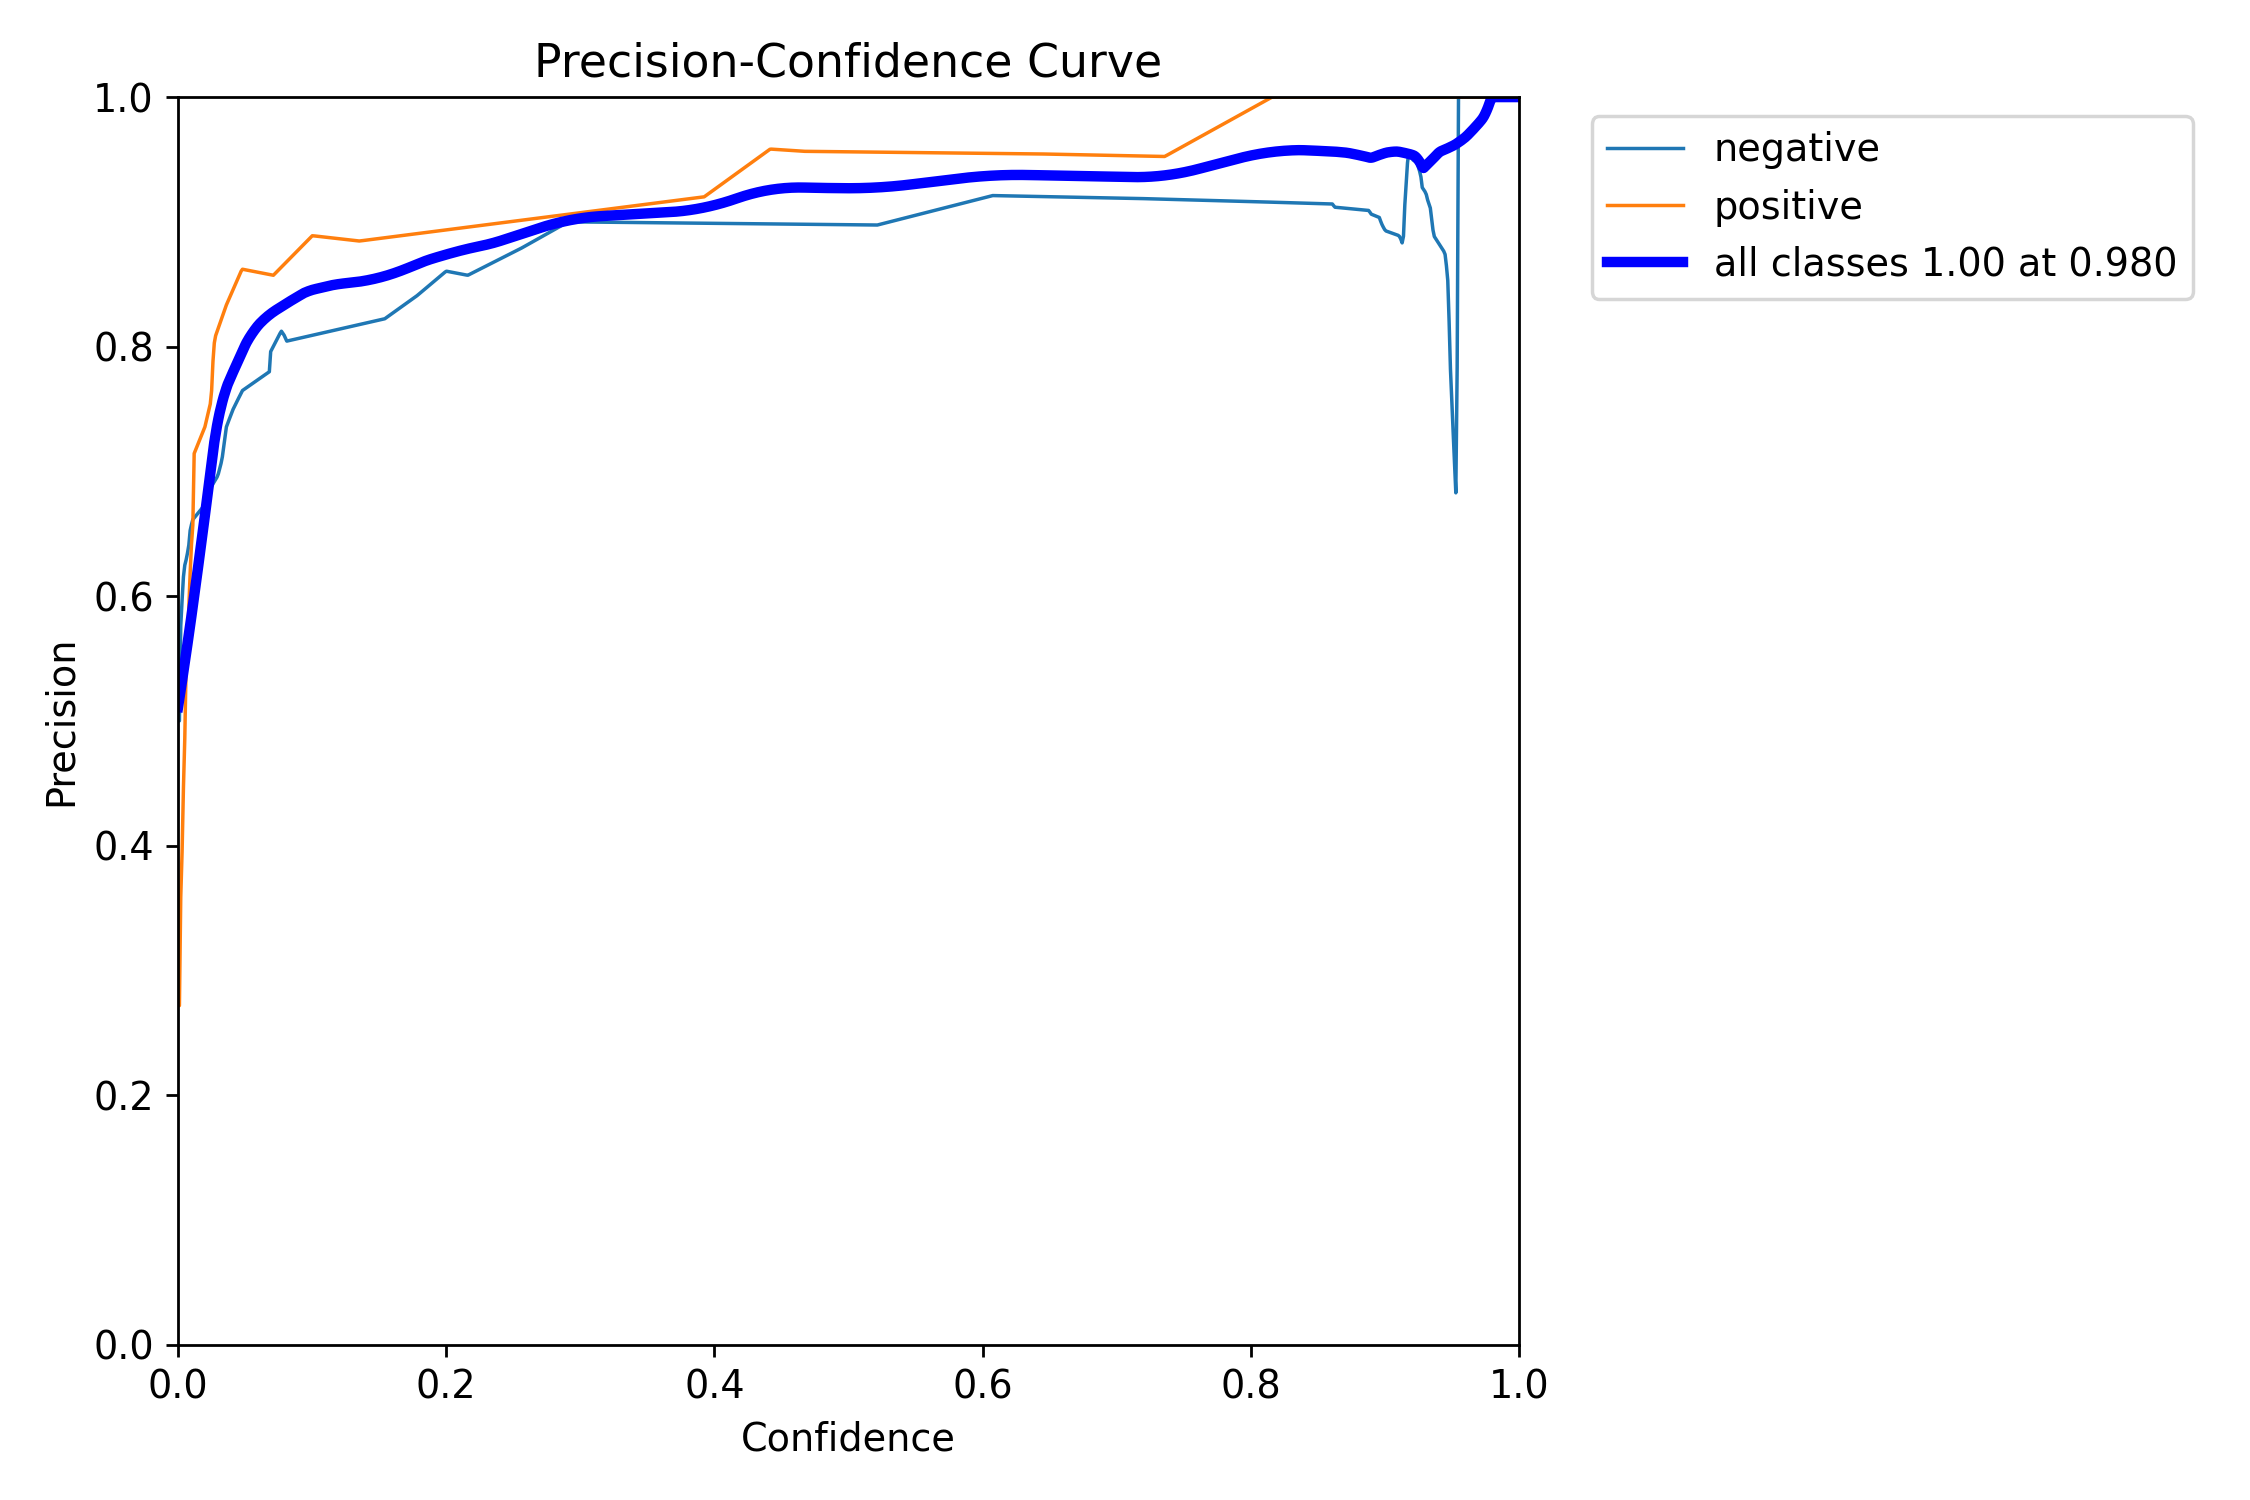 Precision-Confidence Curve
1.0
0.8
0.6
0.4
0.2
0.0
Precision
0.0 0.2 0.4 0.6 0.8 1.0
Confidence
negative
positive
all classes 1.00 at 0.980